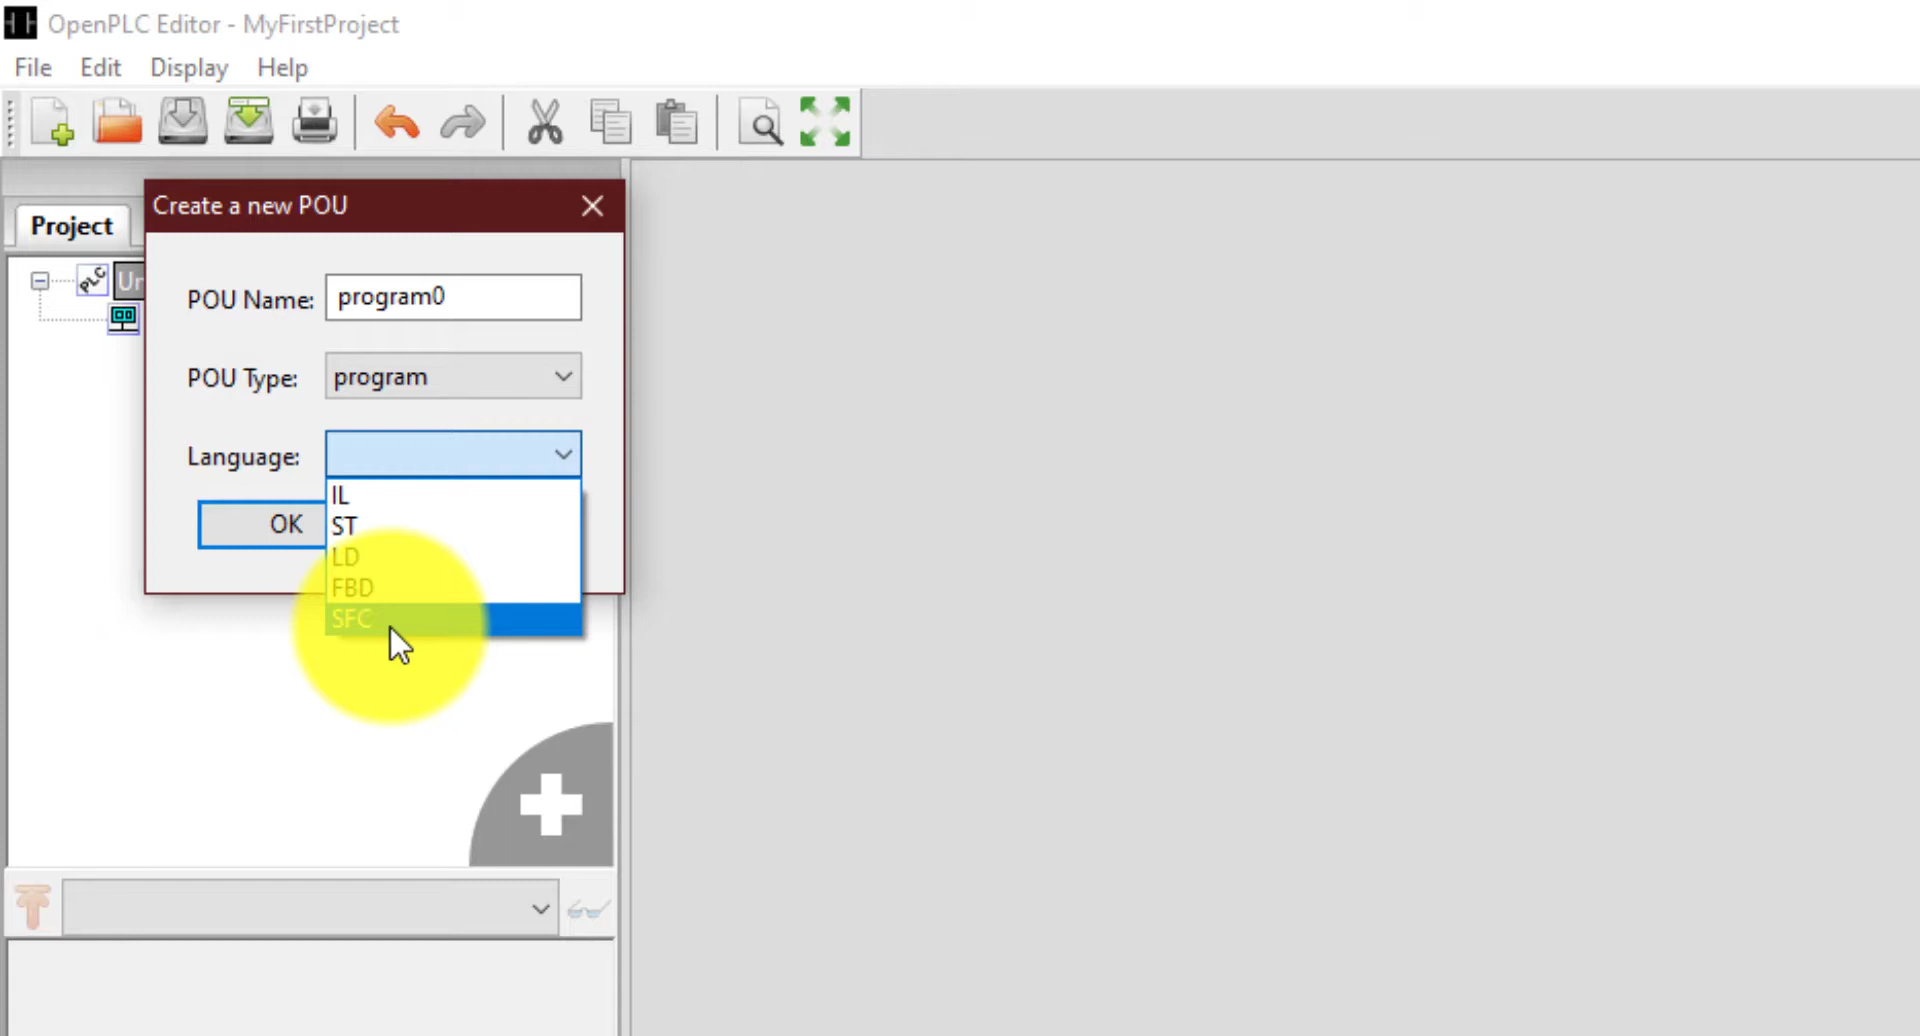 OpenPLC Editor - MyFirstProject
File Edit Display Help
Create a new POU
Project
POU Name: program0
POU Type: program
Language:
IL
OK
ST
LD
FBD
SFC